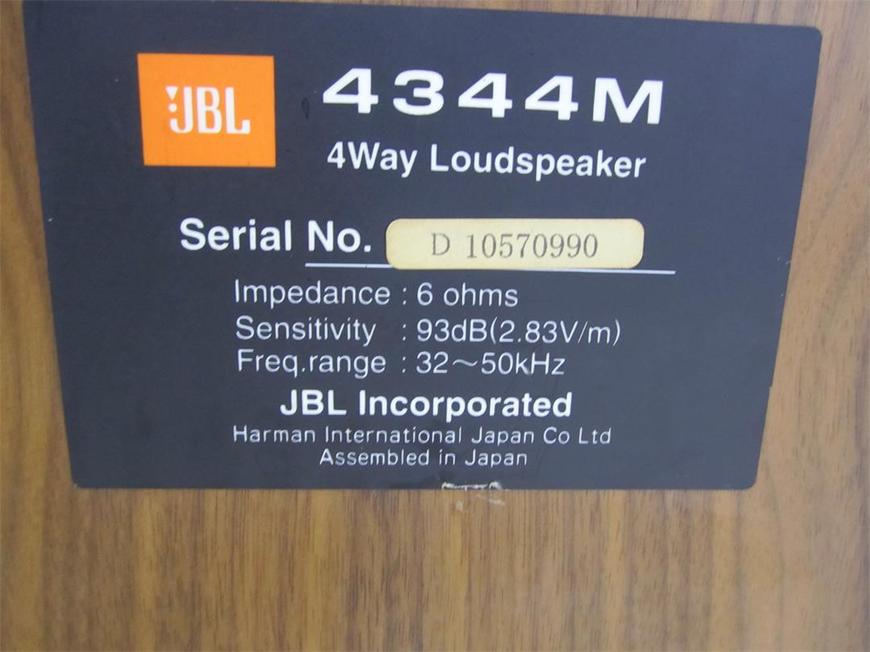 JBL
4344M
4Way Loudspeaker
Serial No. D 10570990
Impedance : 6 ohms
Sensitivity : 93dB(2.83V/m)
Freq.range : 32～50kHz
JBL Incorporated
Harman International Japan Co Ltd
Assembled in Japan